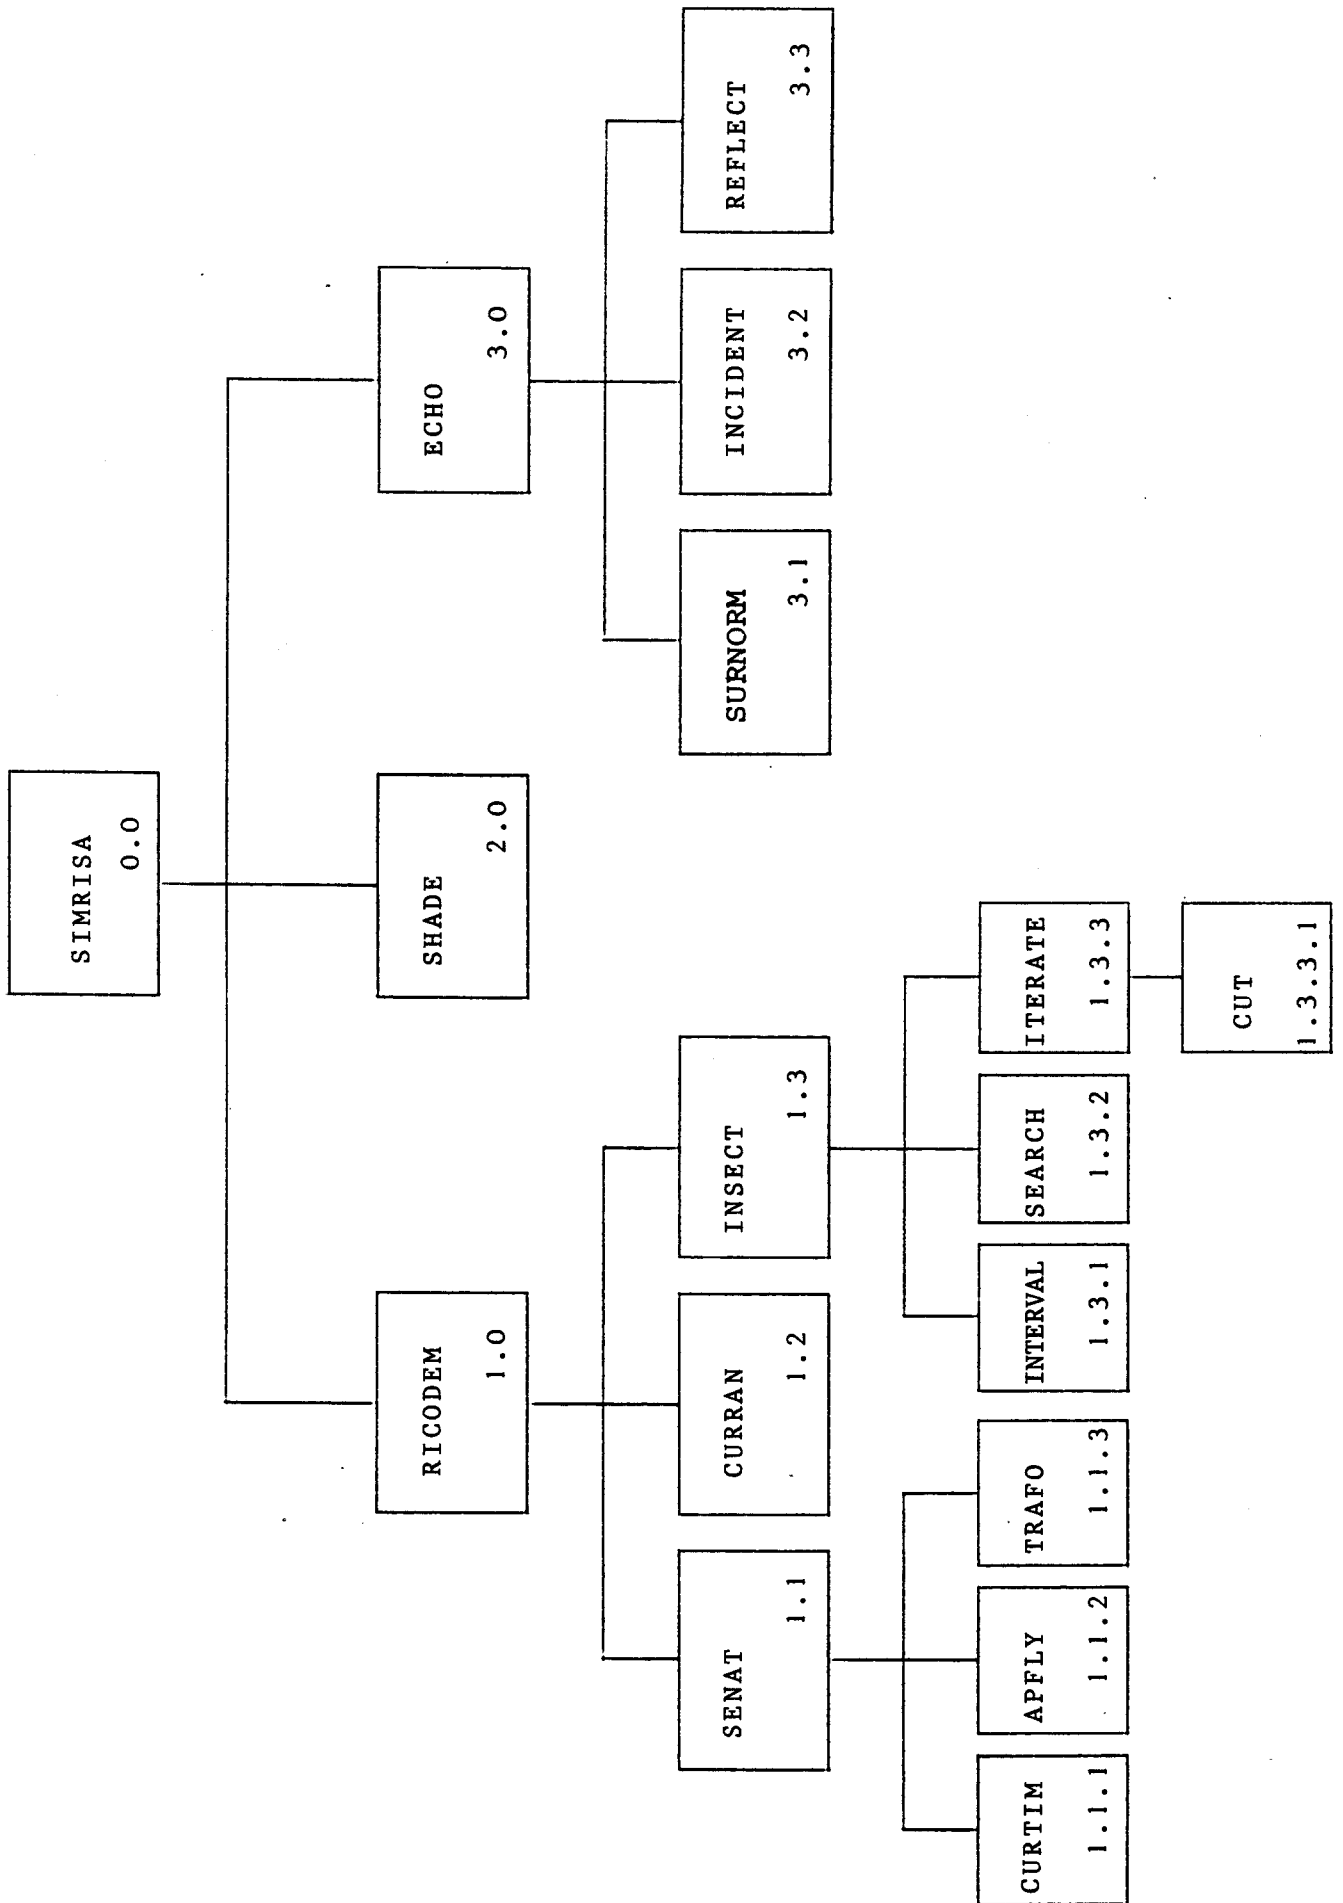 SIMRISA
0.0
RICODEM
1.0
SHADE
2.0
ECHO
3.0
SENAT
1.1
CURRAN
1.2
INSECT
1.3
SURNORM
3.1
INCIDENT
3.2
REFLECT
3.3
CURTIM
1.1.1
APFLY
1.1.2
TRAFO
1.1.3
INTERVAL
1.3.1
SEARCH
1.3.2
ITERATE
1.3.3
CUT
1.3.3.1